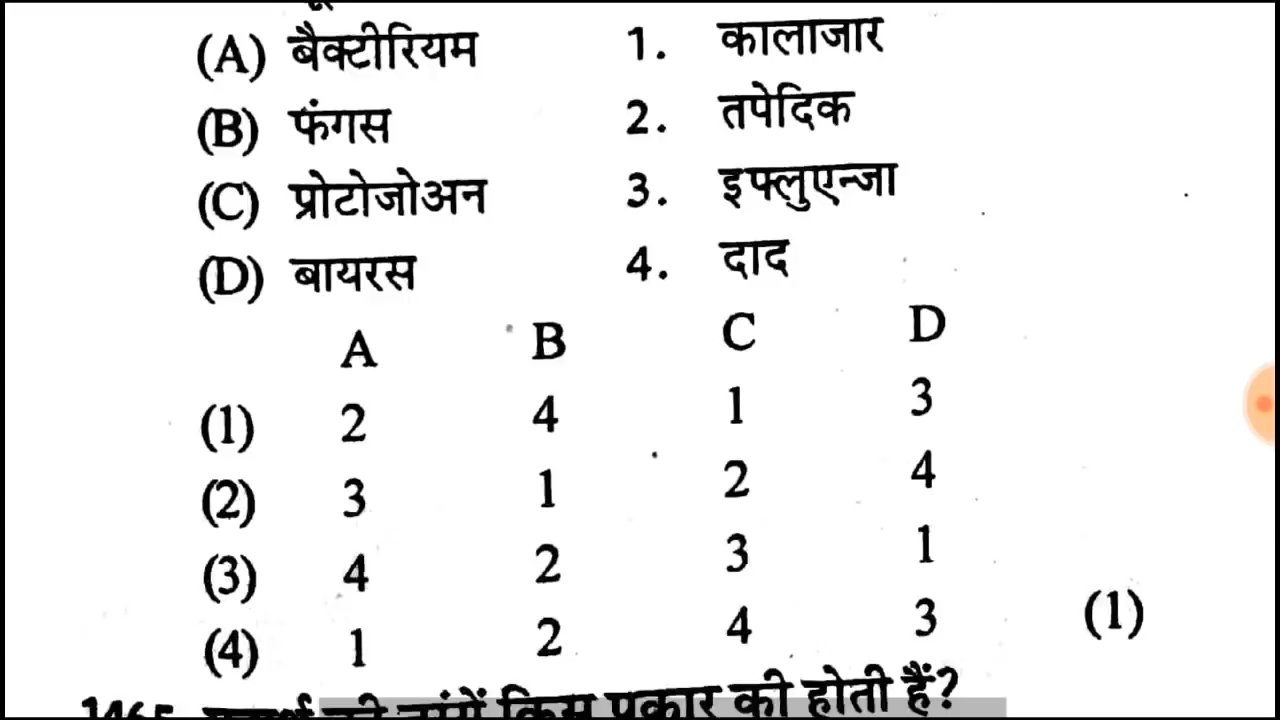 (A) बैक्टीरियम 1. कालाजार
(B) फंगस 2. तपेदिक
(C) प्रोटोजोअन 3. इफ्लुएन्जा
(D) बायरस 4. दाद
A B C D
(1) 2 4 1 3
(2) 3 1 2 4
(3) 4 2 3 1
(4) 1 2 4 3 (1)
किस प्रकार की होती हैं?